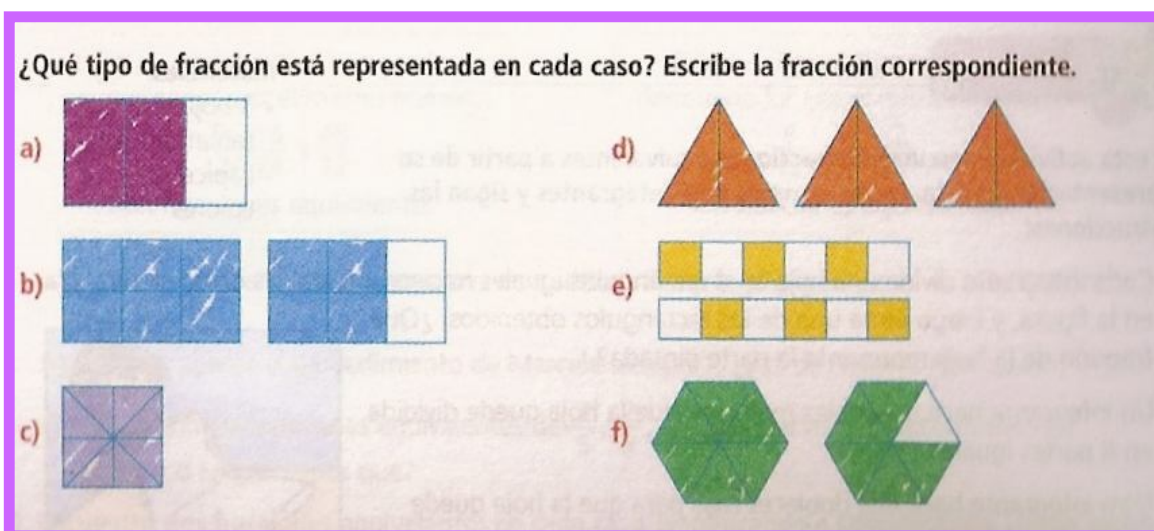 ¿Qué tipo de fracción está representada en cada caso? Escribe la fracción correspondiente.
a)
b)
c)
d)
e)
f)